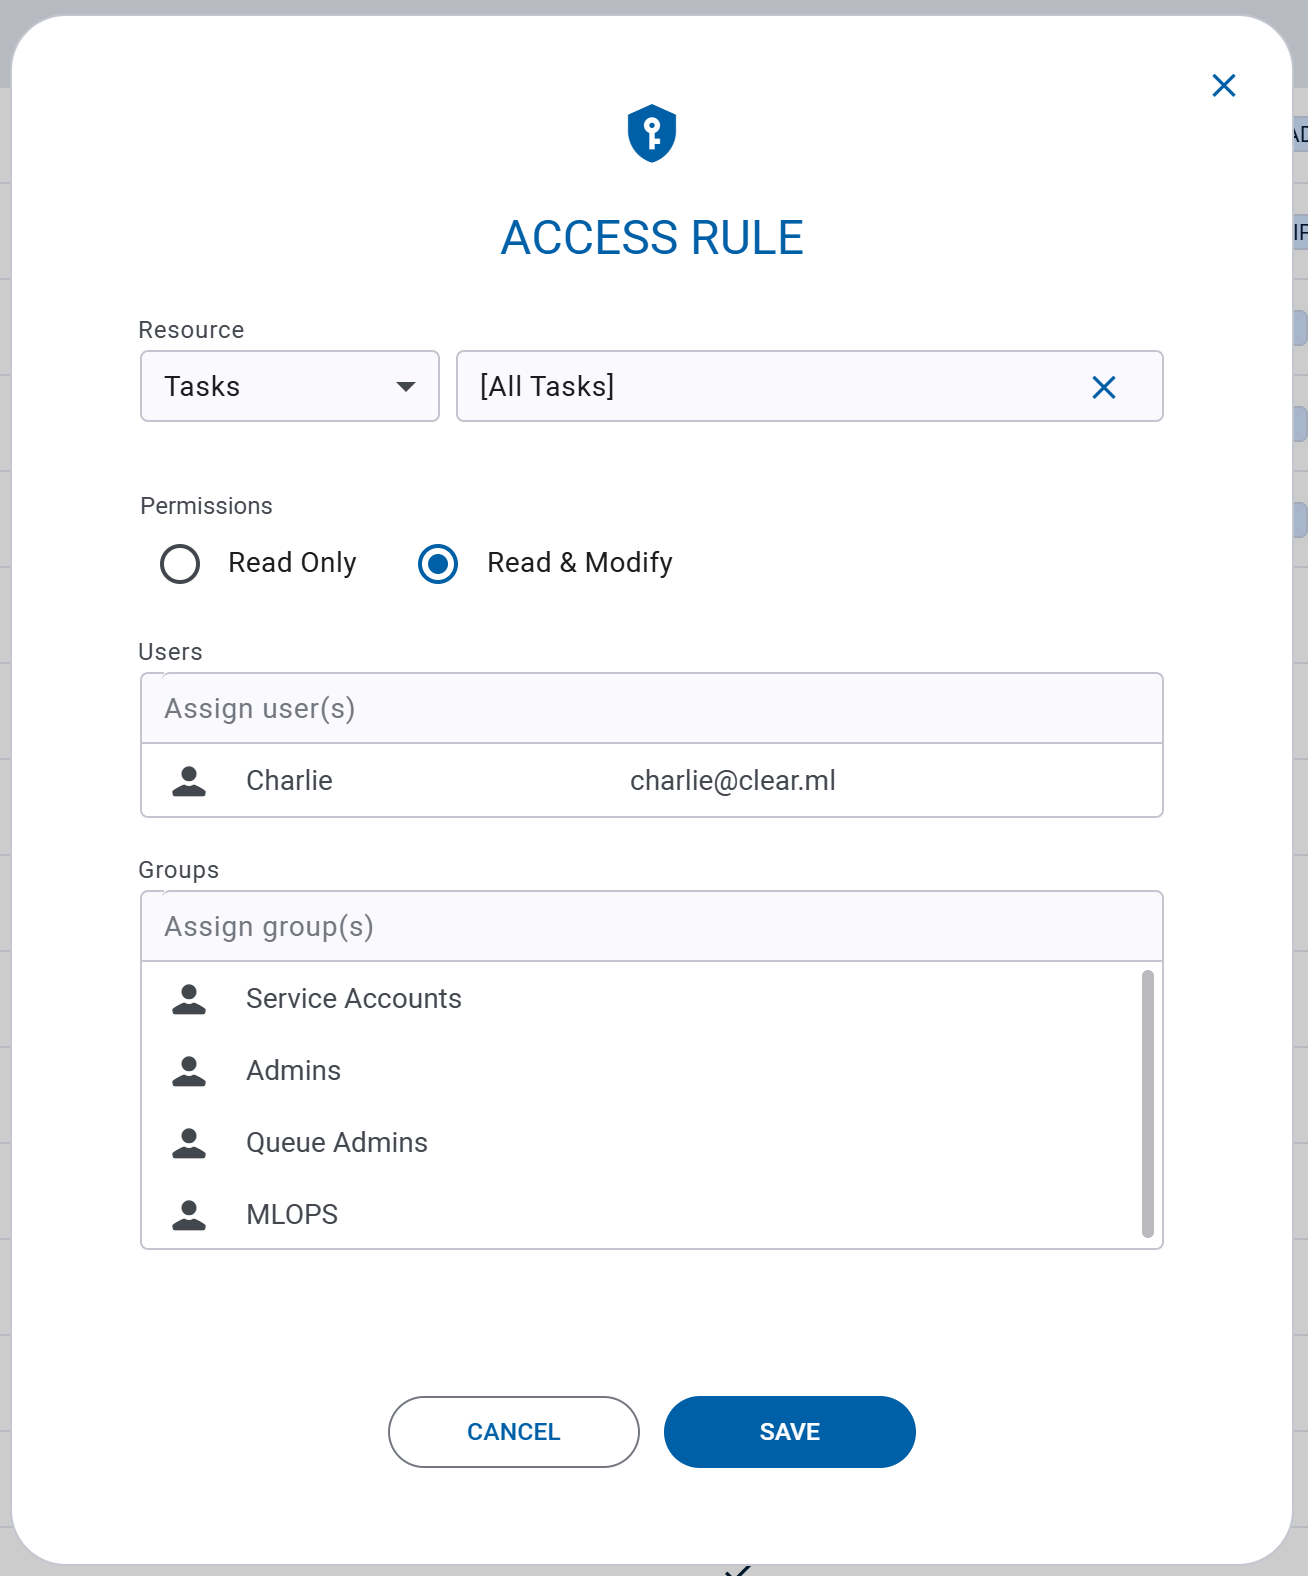 ACCESS RULE
Resource
Tasks
[All Tasks]
Permissions
Read Only
Read & Modify
Users
Assign user(s)
Charlie
charlie@clear.ml
Groups
Assign group(s)
Service Accounts
Admins
Queue Admins
MLOPS
CANCEL
SAVE